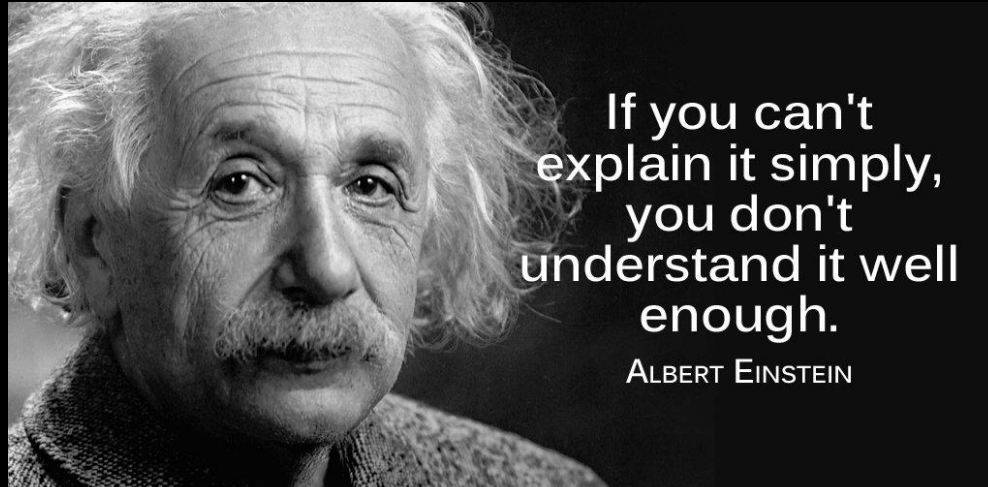 If you can't
explain it simply,
you don't
understand it well
enough.
ALBERT EINSTEIN